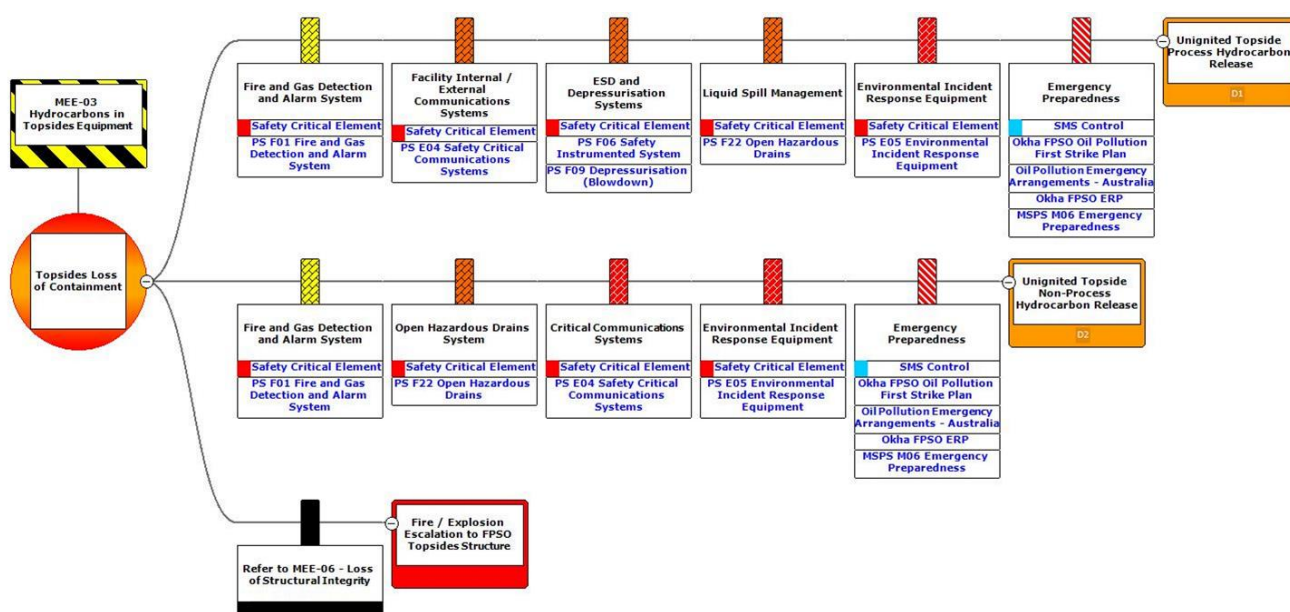 MEE-03
Hydrocarbons in
Topsides Equipment
Topsides Loss
of Containment
Fire and Gas Detection
and Alarm System
Safety Critical Element
PS F01 Fire and Gas
Detection and Alarm
System
Facility Internal /
External
Communications
Systems
Safety Critical Element
PS E04 Safety Critical
Communications
Systems
ESD and
Depressurisation
Systems
Safety Critical Element
PS F06 Safety
Instrumented System
PS F09 Depressurisation
(Blowdown)
Liquid Spill Management
Safety Critical Element
PS F22 Open Hazardous
Drains
Environmental Incident
Response Equipment
Safety Critical Element
PS E05 Environmental
Incident Response
Equipment
Emergency
Preparedness
SMS Control
Okha FPSO Oil Pollution
First Strike Plan
Oil Pollution Emergency
Arrangements - Australia
Okha FPSO ERP
MSPS M06 Emergency
Preparedness
Unignited Topside
Process Hydrocarbon
Release
D1
Fire and Gas Detection
and Alarm System
Safety Critical Element
PS F01 Fire and Gas
Detection and Alarm
System
Open Hazardous Drains
System
Safety Critical Element
PS F22 Open Hazardous
Drains
Critical Communications
Systems
Safety Critical Element
PS E04 Safety Critical
Communications
Systems
Environmental Incident
Response Equipment
Safety Critical Element
PS E05 Environmental
Incident Response
Equipment
Emergency
Preparedness
SMS Control
Okha FPSO Oil Pollution
First Strike Plan
Oil Pollution Emergency
Arrangements - Australia
Okha FPSO ERP
MSPS M06 Emergency
Preparedness
Unignited Topside
Non-Process
Hydrocarbon Release
D2
Refer to MEE-06 - Loss
of Structural Integrity
Fire / Explosion
Escalation to FPSO
Topsides Structure